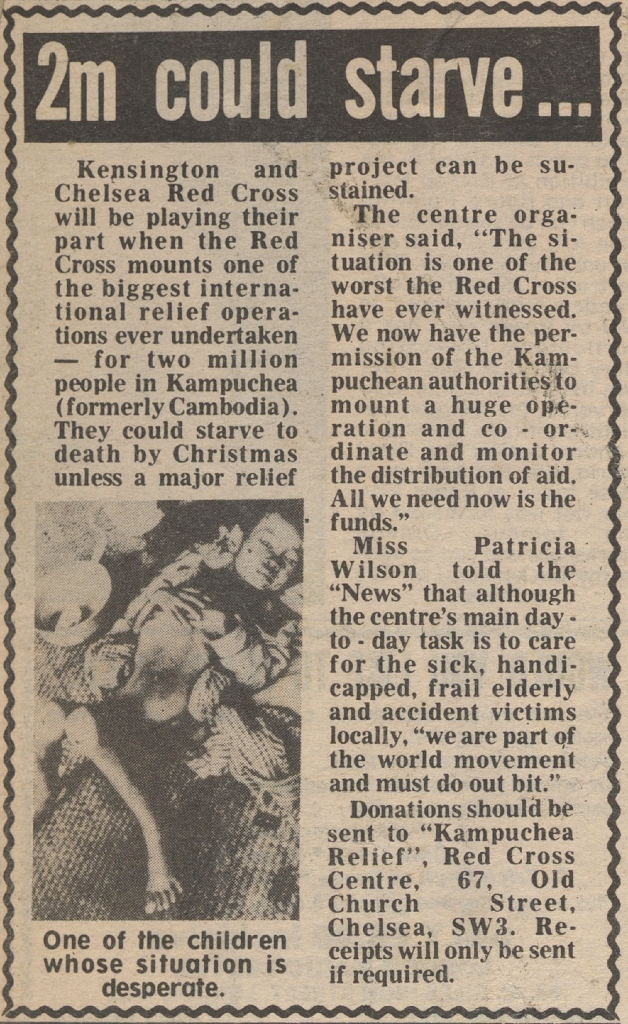 2m could starve...
Kensington and
Chelsea Red Cross
will be playing their
part when the Red
Cross mounts one of
the biggest interna-
tional relief opera-
tions ever undertaken
— for two million
people in Kampuchea
(formerly Cambodia).
They could starve to
death by Christmas
unless a major relief
One of the children
whose situation is
desperate.
project can be su-
stained.
The centre orga-
niser said, “The si-
tuation is one of the
worst the Red Cross
have ever witnessed.
We now have the per-
mission of the Kam-
puchean authorities to
mount a huge ope-
ration and co - or-
dinate and monitor
the distribution of aid.
All we need now is the
funds.”
Miss Patricia
Wilson told the
“News” that although
the centre’s main day -
to - day task is to care
for the sick, handi-
capped, frail elderly
and accident victims
locally, “we are part of
the world movement
and must do out bit.”
Donations should be
sent to “Kampuchea
Relief”, Red Cross
Centre, 67, Old
Church Street,
Chelsea, SW3. Re-
ceipts will only be sent
if required.